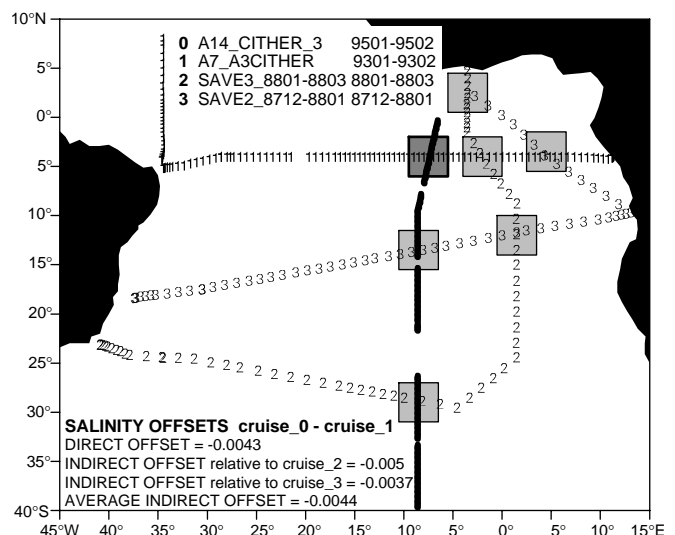 10°N
5°
0°
5°
10°
15°
20°
25°
30°
35°
40°S
0 A14_CITHER_3 9501-9502
1 A7_A3CITHER 9301-9302
2 SAVE3_8801-8803 8801-8803
3 SAVE2_8712-8801 8712-8801
SALINITY OFFSETS cruise_0 - cruise_1
DIRECT OFFSET = -0.0043
INDIRECT OFFSET relative to cruise_2 = -0.005
INDIRECT OFFSET relative to cruise_3 = -0.0037
AVERAGE INDIRECT OFFSET = -0.0044
45°W 40° 35° 30° 25° 20° 15° 10° 5° 0° 5° 10° 15°E